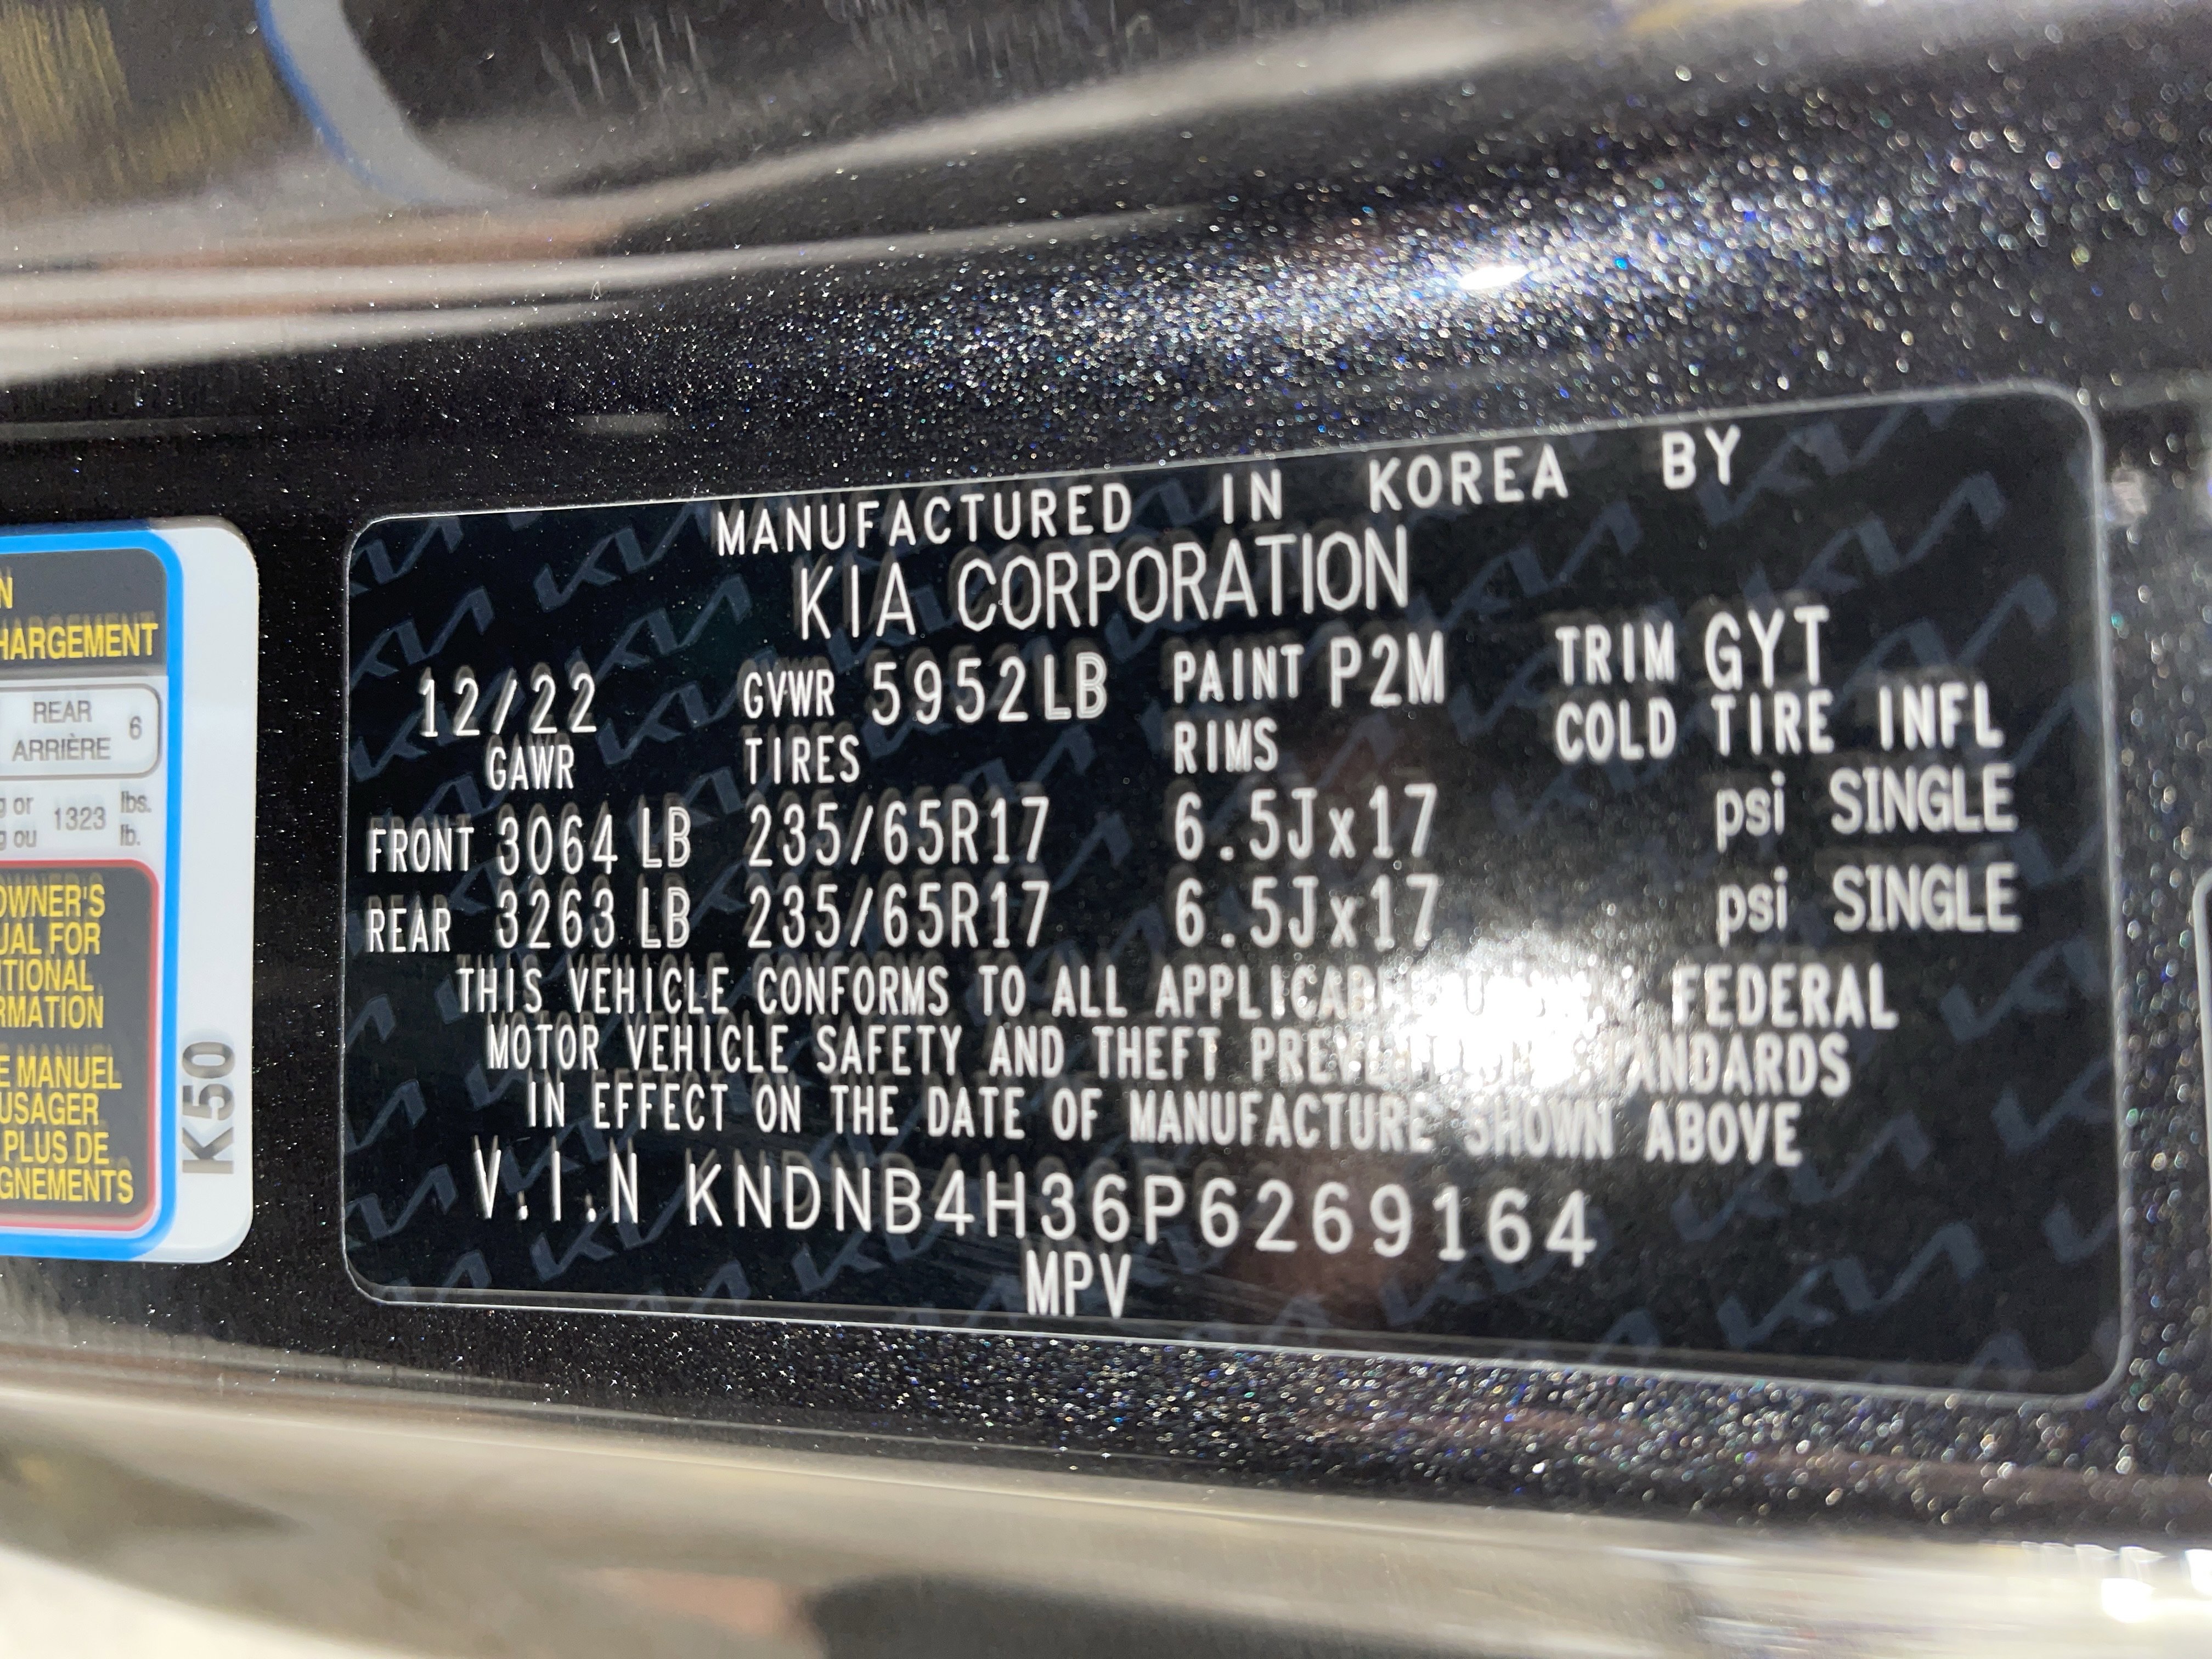 MANUFACTURED IN KOREA BY
KIA CORPORATION
12/22 GVWR 5952LB PAINT P2M TRIM GYT
GAWR TIRES RIMS COLD TIRE INFL
FRONT 3064 LB 235/65R17 6.5Jx17 psi SINGLE
REAR 3263 LB 235/65R17 6.5Jx17 psi SINGLE
THIS VEHICLE CONFORMS TO ALL FEDERAL
MOTOR VEHICLE SAFETY AND THEFT
IN EFFECT ON THE DATE OF MANUFACTURE SHOWN ABOVE
V.I.N KNDNB4H36P6269164
MPV
N
HARGEMENT
REAR
ARRIÈRE 6
g or 1323 lbs.
g ou lb.
OWNER'S
UAL FOR
ITIONAL
RMATION
E MANUEL
USAGER
PLUS DE
GNEMENTS
K50